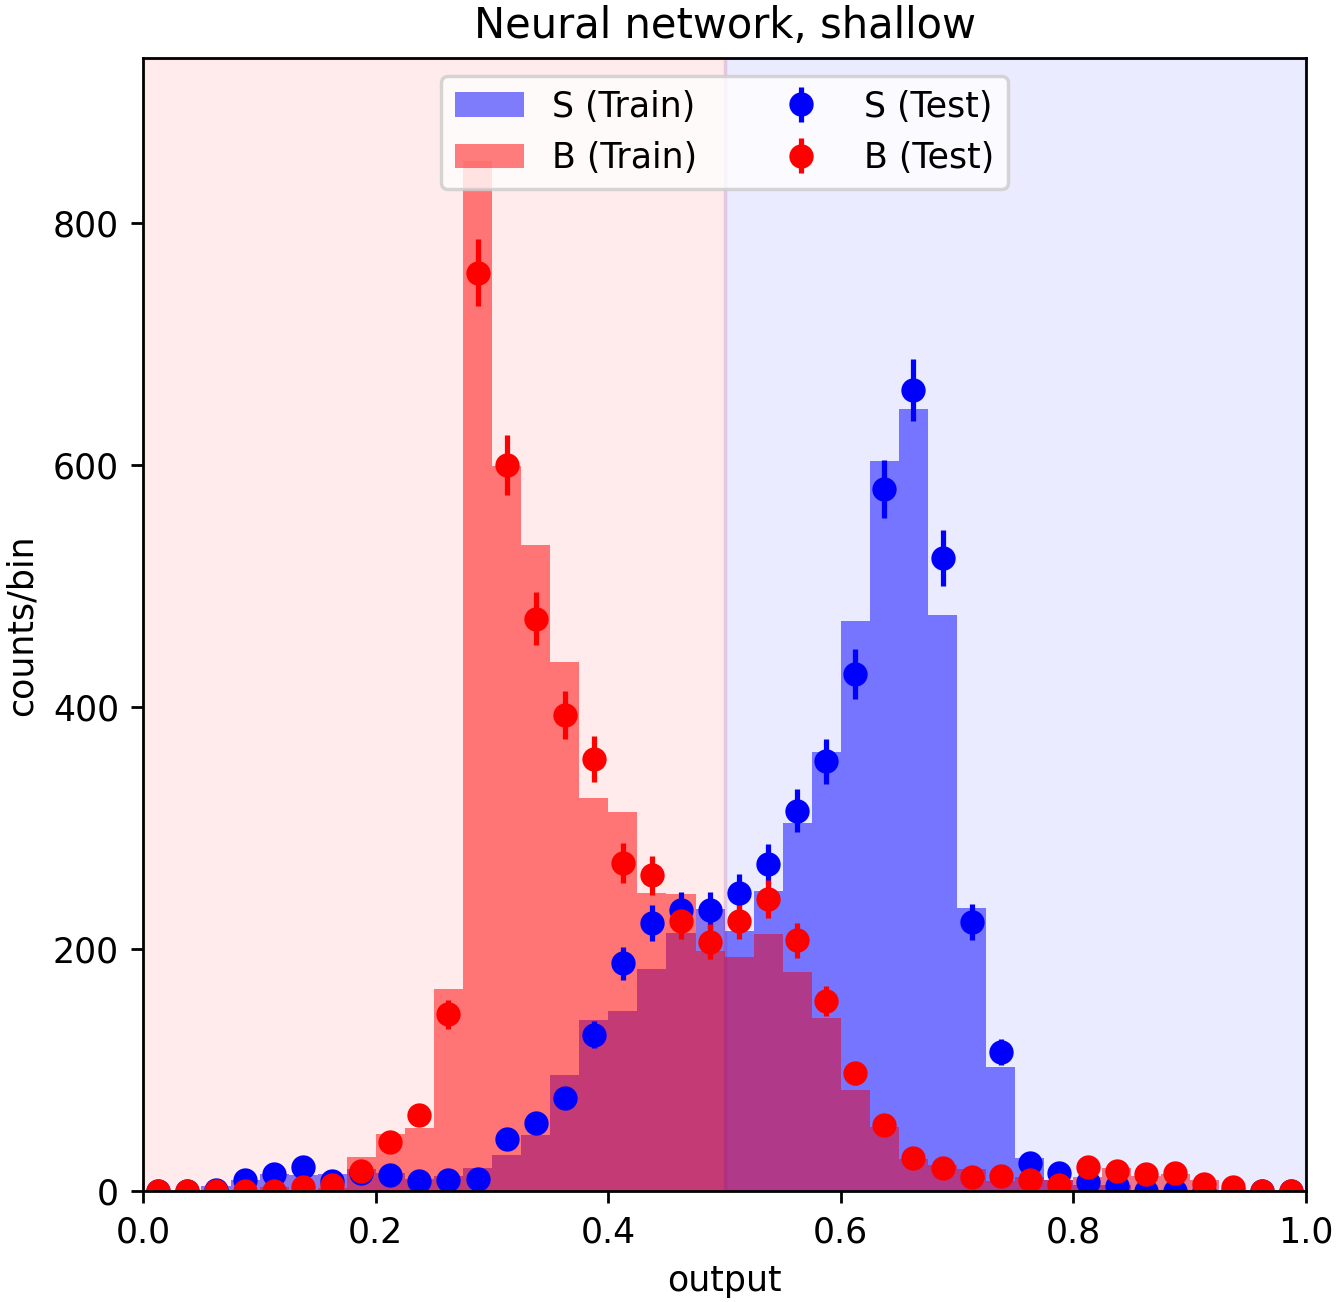 Neural network, shallow
S (Train)
B (Train)
S (Test)
B (Test)
counts/bin
800
600
400
200
0
0.0
0.2
0.4
0.6
0.8
1.0
output